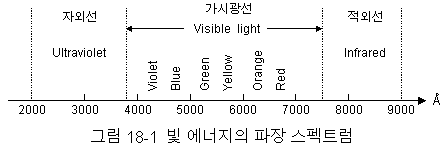 자외선 가시광선 적외선
Ultraviolet Visible light Infrared
Violet
Blue
Green
Yellow
Orange
Red
2000 3000 4000 5000 6000 7000 8000 9000 Å
그림 18-1 빛 에너지의 파장 스펙트럼